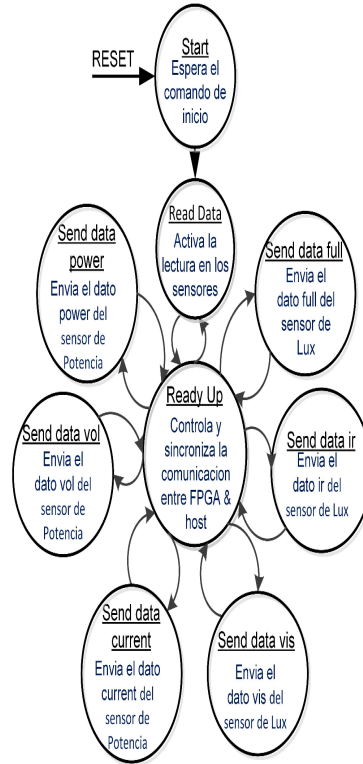 RESET
Start
Espera el
comando de
inicio
Read Data
Activa la
lectura en los
sensores
Send data
power
Envia el dato
power del
sensor de
Potencia
Send data full
Envia el
dato full del
sensor de
Lux
Ready Up
Controla y
sincroniza la
comunicacion
entre FPGA &
host
Send data vol
Envia el
dato vol del
sensor de
Potencia
Send data ir
Envia el
dato ir del
sensor de Lux
Send data
current
Envia el dato
current del
sensor de
Potencia
Send data vis
Envia el
dato vis del
sensor de Lux